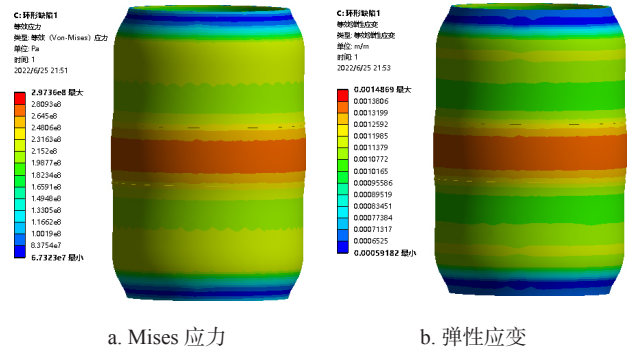 C: 环形缺陷1
等效应力
类型: 等效（Von-Mises）应力
单位: Pa
时间: 1
2022/6/25 21:51
2.9736e8 最大
2.8093e8
2.645e8
2.4806e8
2.3163e8
2.152e8
1.9877e8
1.8234e8
1.6591e8
1.4948e8
1.3305e8
1.1662e8
1.0019e8
8.3754e7
6.7323e7 最小
C: 环形缺陷1
等效弹性应变
类型: 等效弹性应变
单位: m/m
时间: 1
2022/6/25 21:53
0.0014869 最大
0.0013806
0.0013199
0.0012592
0.0011985
0.0011379
0.0010772
0.0010165
0.00095586
0.00089519
0.00083451
0.00077384
0.00071317
0.0006525
0.00059182 最小
a. Mises 应力
b. 弹性应变